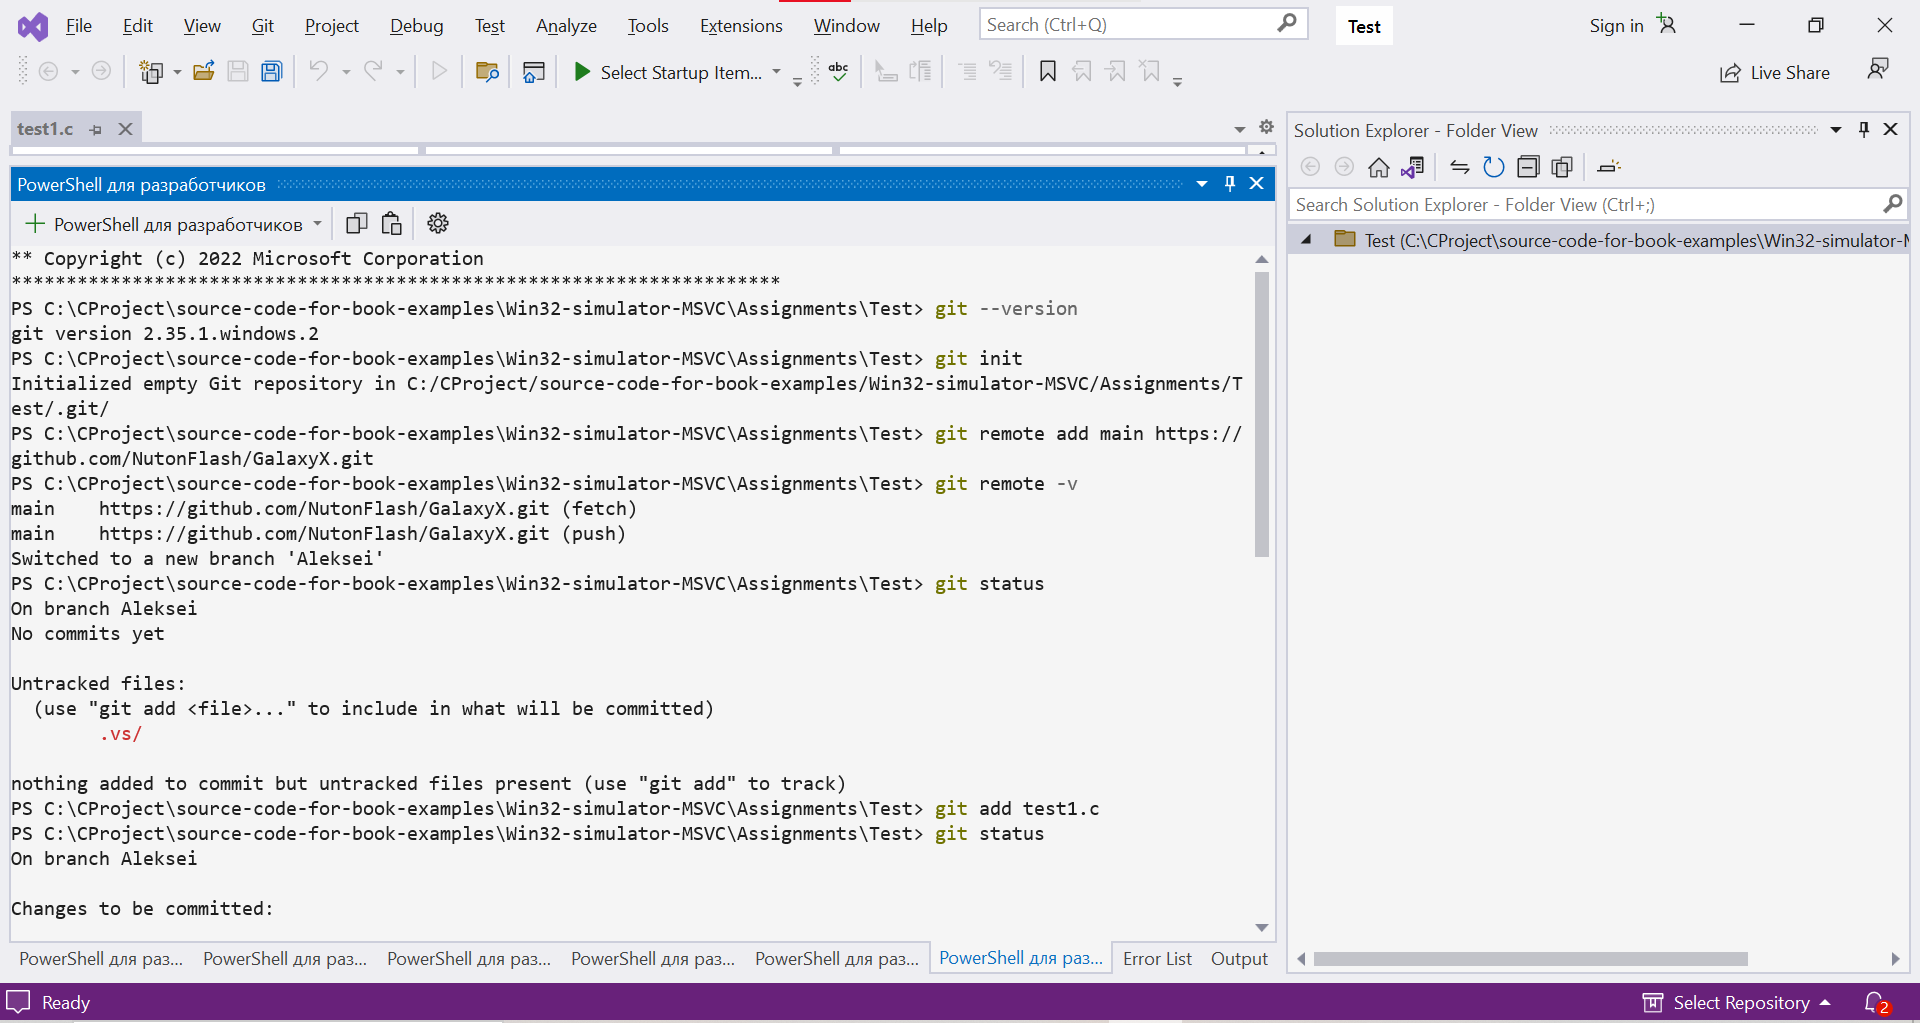 File Edit View Git Project Debug Test Analyze Tools Extensions Window Help Search (Ctrl+Q) Test Sign in
Select Startup Item... abc Live Share
test1.c
Solution Explorer - Folder View
PowerShell для разработчиков
PowerShell для разработчиков
Search Solution Explorer - Folder View (Ctrl+;)
Test (C:\CProject\source-code-for-book-examples\Win32-simulator-M
** Copyright (c) 2022 Microsoft Corporation
**********************************************************************
PS C:\CProject\source-code-for-book-examples\Win32-simulator-MSVC\Assignments\Test> git --version
git version 2.35.1.windows.2
PS C:\CProject\source-code-for-book-examples\Win32-simulator-MSVC\Assignments\Test> git init
Initialized empty Git repository in C:/CProject/source-code-for-book-examples/Win32-simulator-MSVC/Assignments/T
est/.git/
PS C:\CProject\source-code-for-book-examples\Win32-simulator-MSVC\Assignments\Test> git remote add main https://
github.com/NutonFlash/GalaxyX.git
PS C:\CProject\source-code-for-book-examples\Win32-simulator-MSVC\Assignments\Test> git remote -v
main    https://github.com/NutonFlash/GalaxyX.git (fetch)
main    https://github.com/NutonFlash/GalaxyX.git (push)
Switched to a new branch 'Aleksei'
PS C:\CProject\source-code-for-book-examples\Win32-simulator-MSVC\Assignments\Test> git status
On branch Aleksei
No commits yet
Untracked files:
(use "git add <file>..." to include in what will be committed)
.vs/
nothing added to commit but untracked files present (use "git add" to track)
PS C:\CProject\source-code-for-book-examples\Win32-simulator-MSVC\Assignments\Test> git add test1.c
PS C:\CProject\source-code-for-book-examples\Win32-simulator-MSVC\Assignments\Test> git status
On branch Aleksei
Changes to be committed:
PowerShell для раз... PowerShell для раз... PowerShell для раз... PowerShell для раз... PowerShell для раз... PowerShell для раз... Error List Output
Ready Select Repository 2